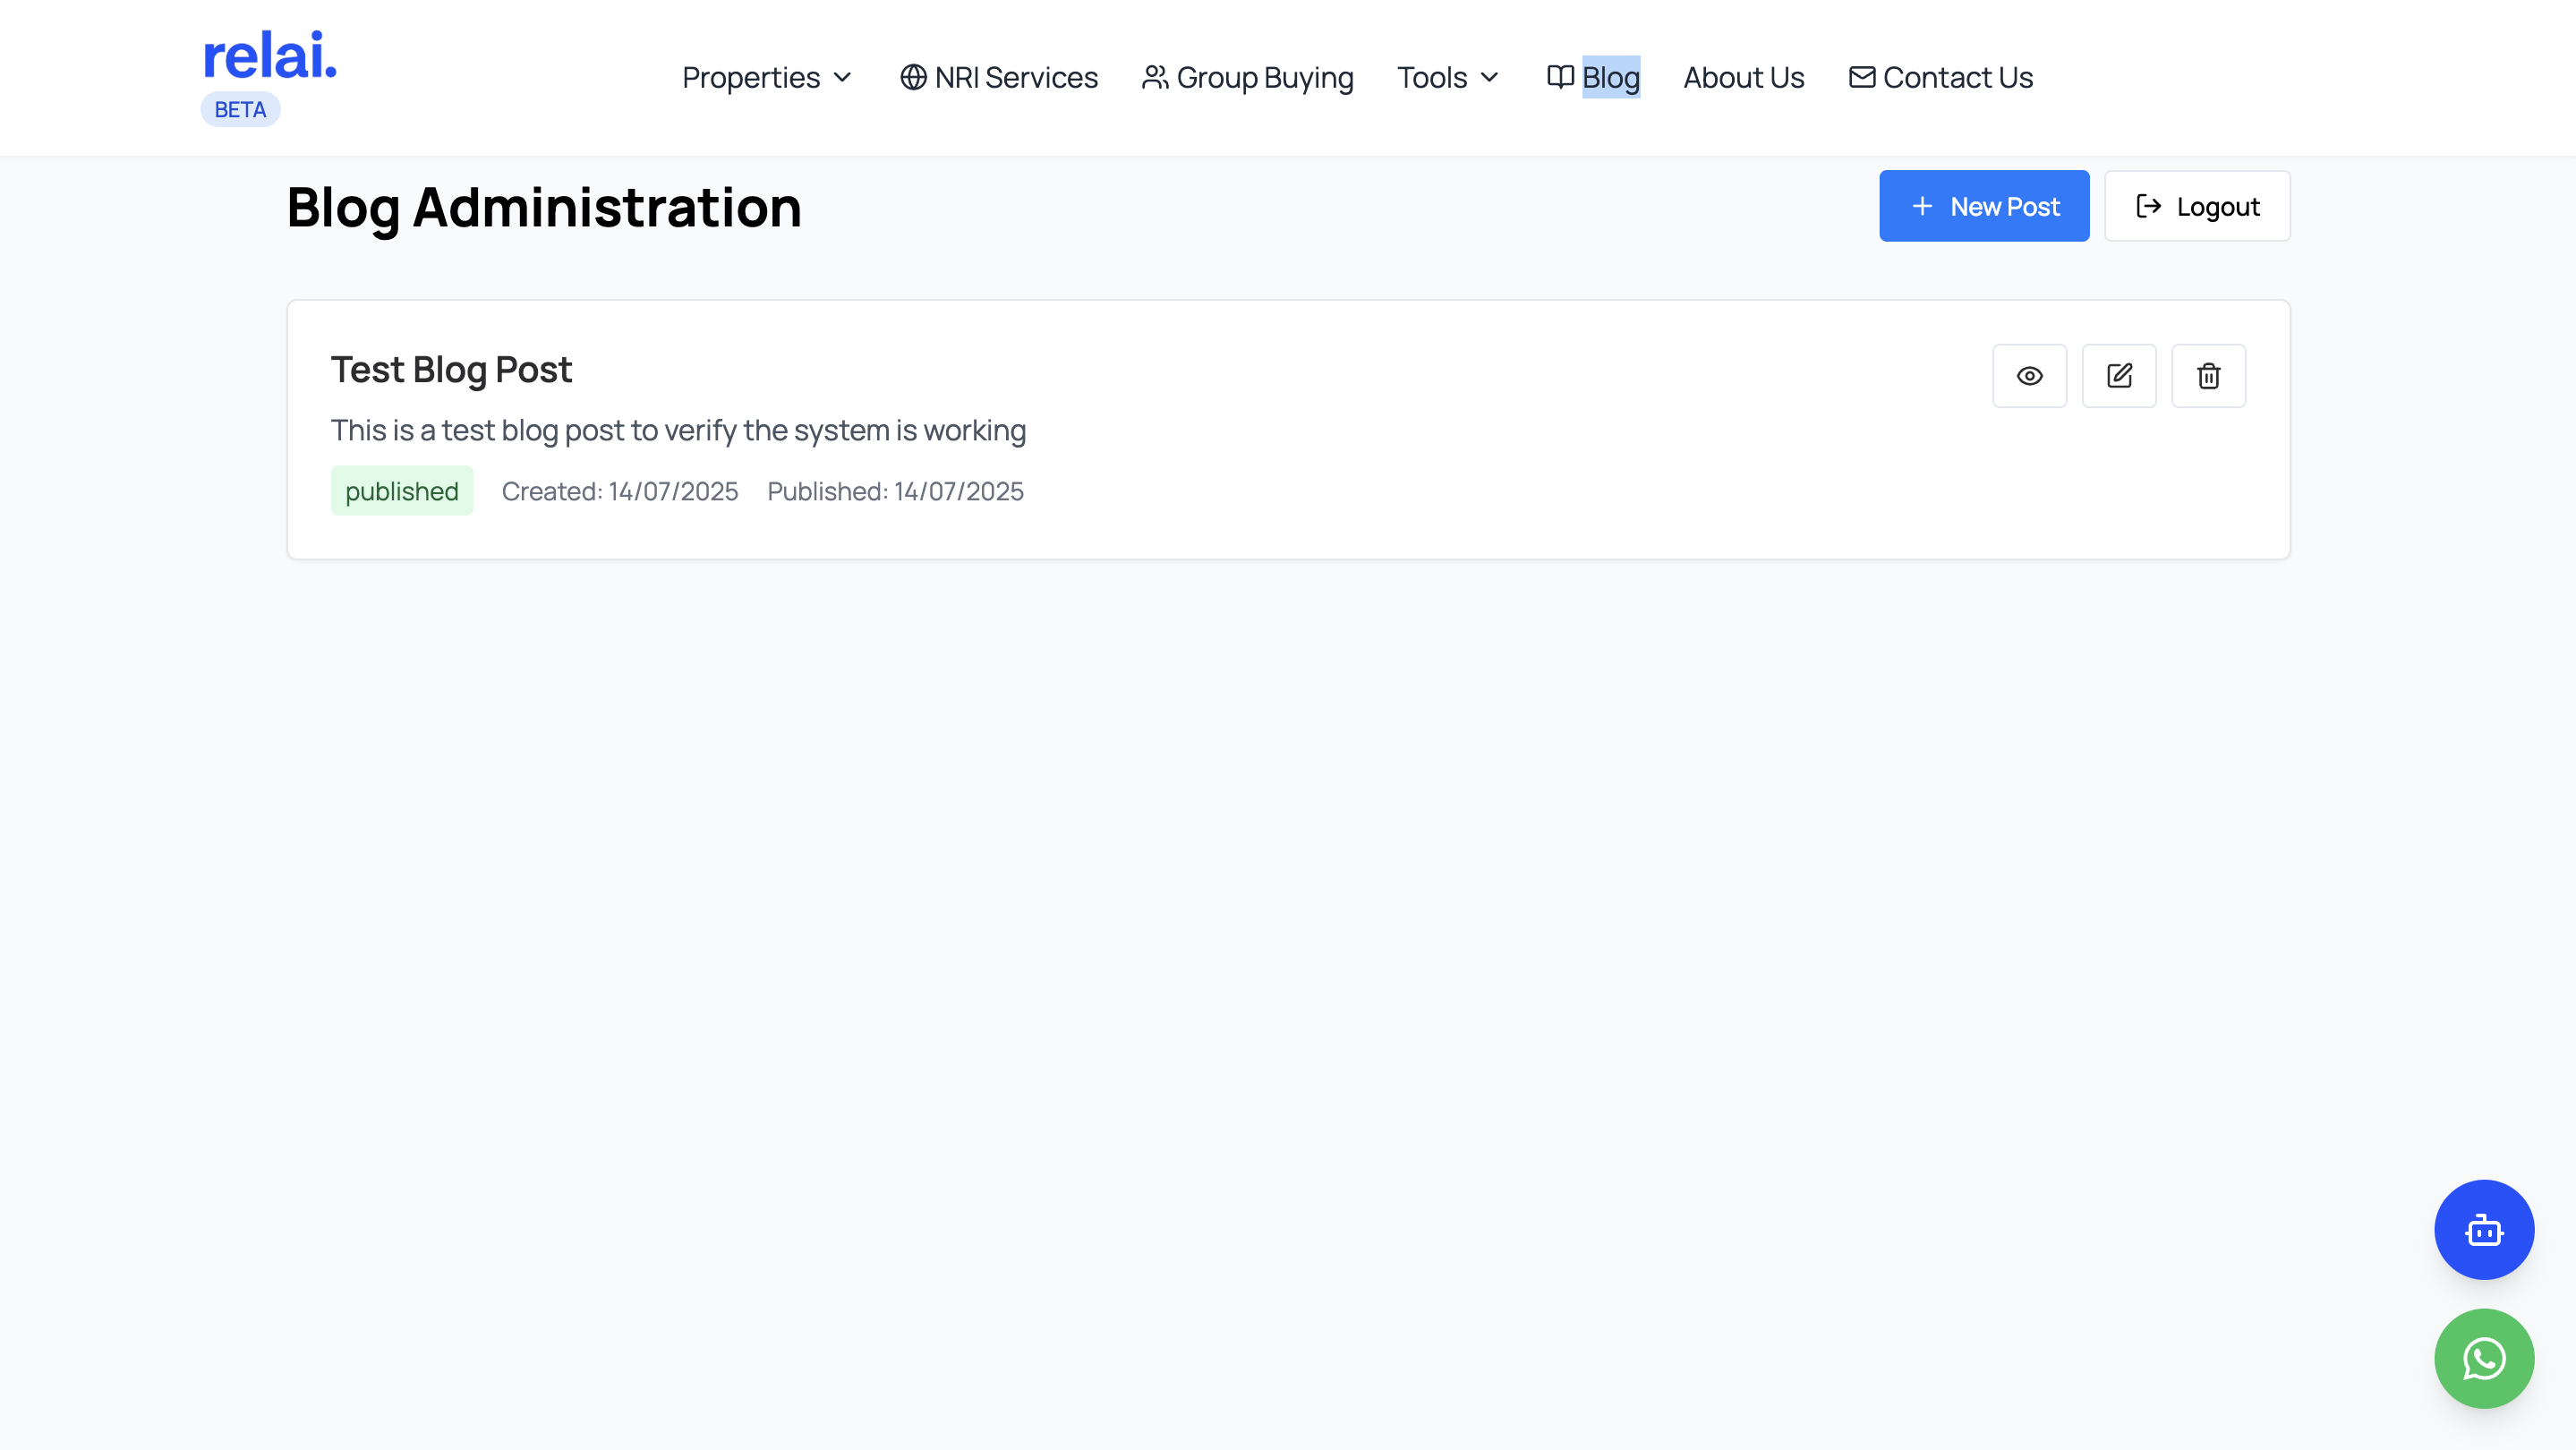 relai.
BETA
Properties NRI Services Group Buying Tools Blog About Us Contact Us
Blog Administration
New Post Logout
Test Blog Post
This is a test blog post to verify the system is working
published Created: 14/07/2025 Published: 14/07/2025